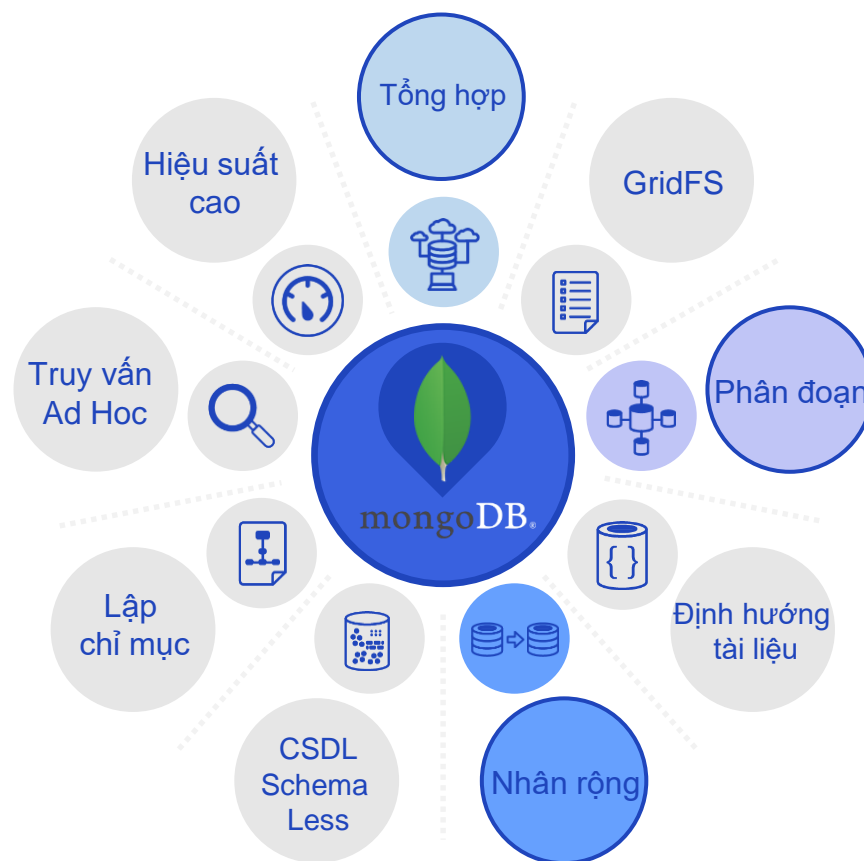 Tổng hợp
GridFS
Phân đoạn
Định hướng
tài liệu
Nhân rộng
CSDL
Schema
Less
Lập
chỉ mục
Truy vấn
Ad Hoc
Hiệu suất
cao
mongoDB®
{ }